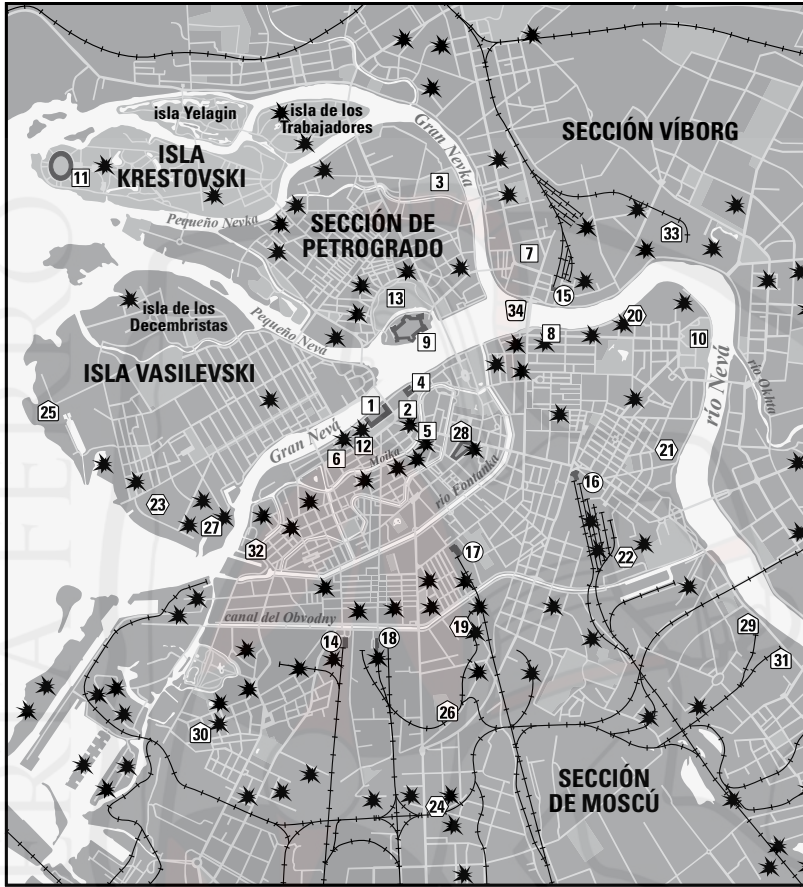 isla Yelagin
isla de los
Trabajadores
SECCIÓN VÍBORG
ISLA
KRESTOVSKI
Gran Nevka
3
11
33
Pequeño Nevka
SECCIÓN DE
PETROGRADO
7
13
15
isla de los
Decembristas
34
20
Pequeño Nevá
9
8
10
río Nevá
río Okhta
ISLA VASILEVSKI
4
1
2
25
Gran Nevá
12
5
28
6
Moika
21
río Fontanka
16
23
27
32
17
22
canal del Obvodny
19
29
14
18
31
26
30
SECCIÓN
DE MOSCÚ
24